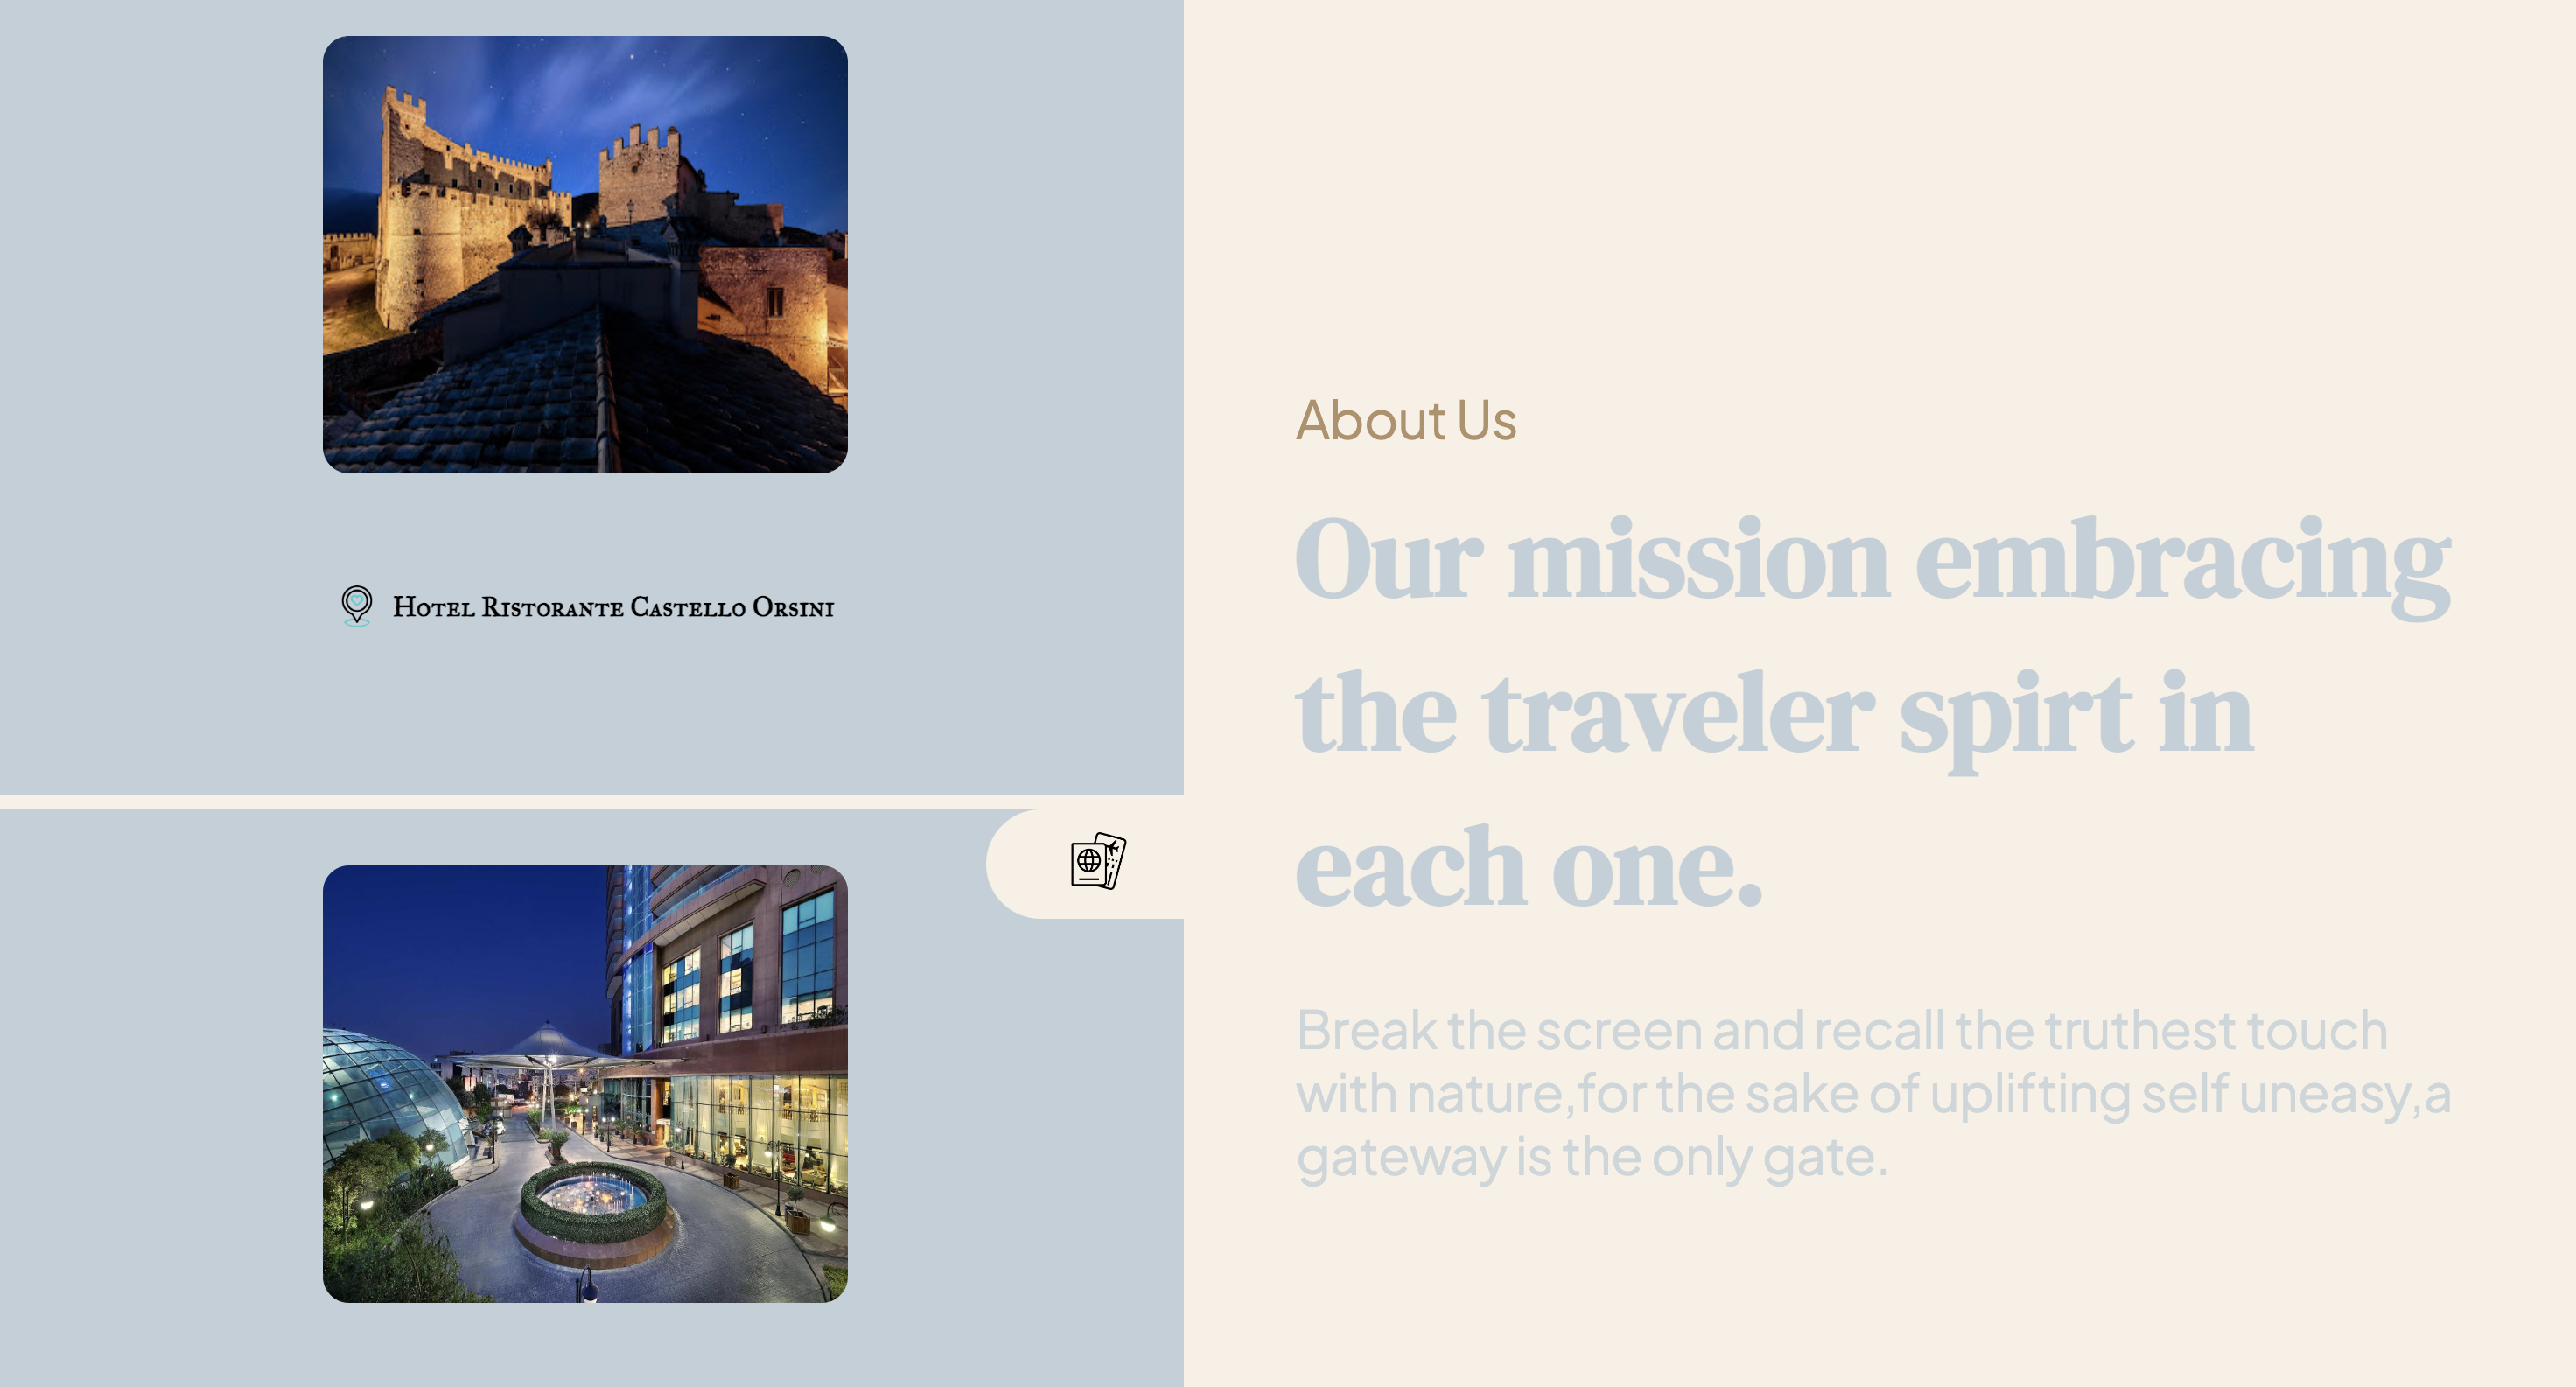 Hotel Ristorante Castello Orsini
About Us
Our mission embracing
the traveler spirt in
each one.
Break the screen and recall the truthest touch
with nature,for the sake of uplifting self uneasy,a
gateway is the only gate.